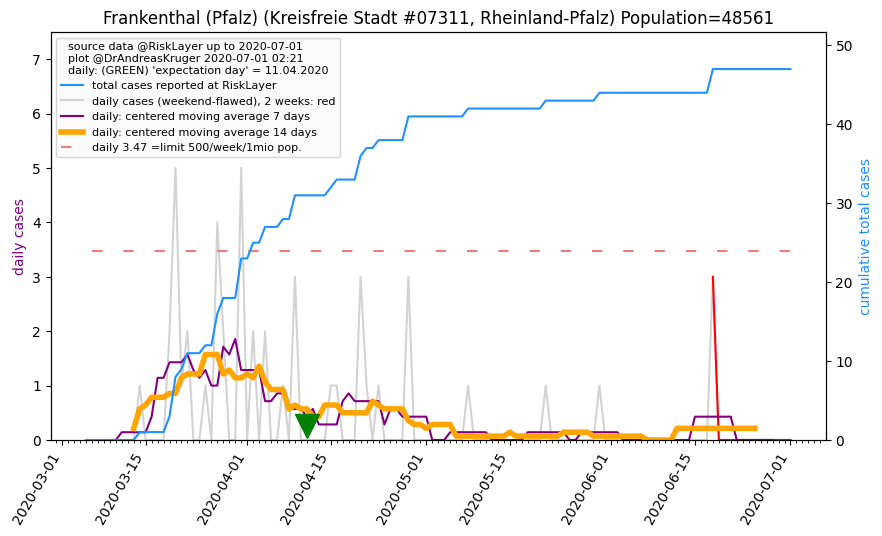 Frankenthal (Pfalz) (Kreisfreie Stadt #07311, Rheinland-Pfalz) Population=48561
source data @RiskLayer up to 2020-07-01
plot @DrAndreasKruger 2020-07-01 02:21
daily: (GREEN) 'expectation day' = 11.04.2020
total cases reported at RiskLayer
daily cases (weekend-flawed), 2 weeks: red
daily: centered moving average 7 days
daily: centered moving average 14 days
daily 3.47 =limit 500/week/1mio pop.
daily cases
7
6
5
4
3
2
1
0
cumulative total cases
50
40
30
20
10
0
2020-03-01
2020-03-15
2020-04-01
2020-04-15
2020-05-01
2020-05-15
2020-06-01
2020-06-15
2020-07-01